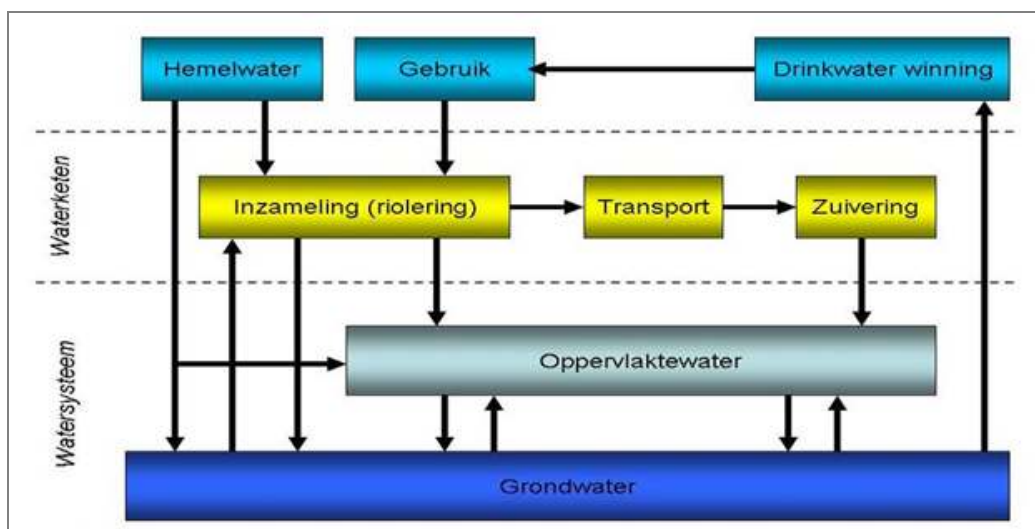 Hemelwater
Gebruik
Drinkwater winning
Waterketen
Inzameling (riolering)
Transport
Zuivering
Watersysteem
Oppervlaktewater
Grondwater